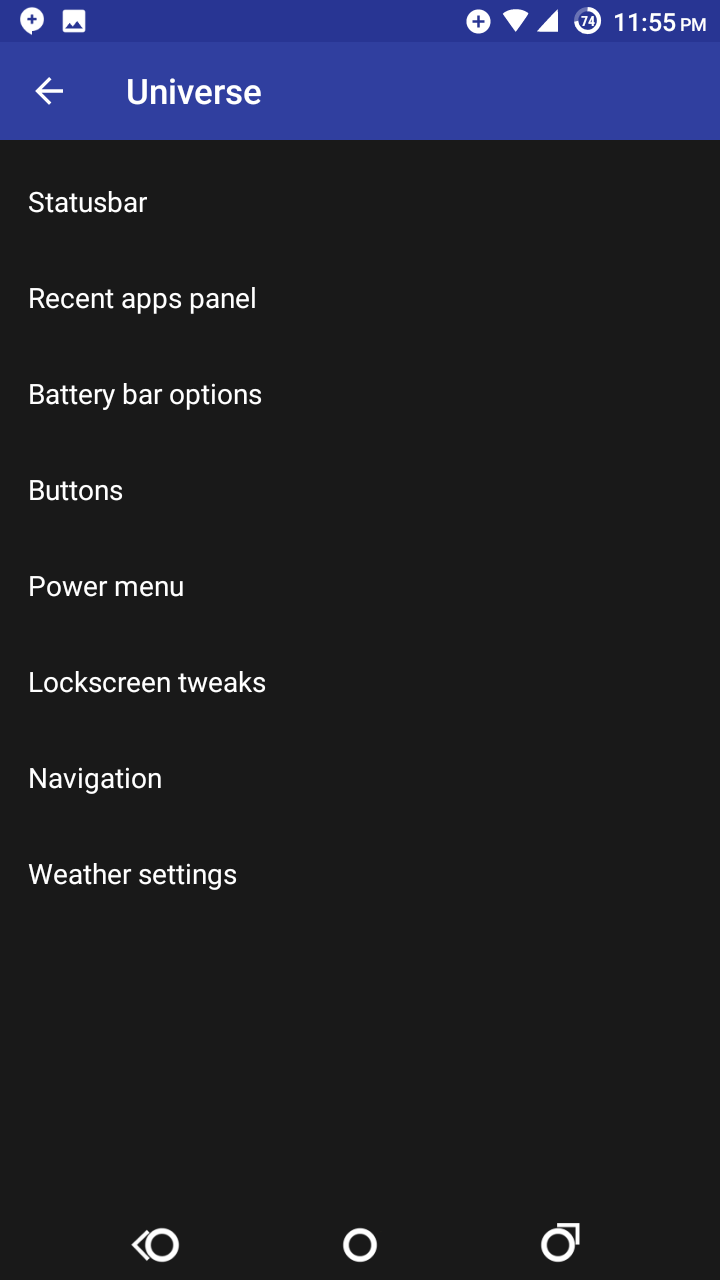 74 11:55 PM
Universe
Statusbar
Recent apps panel
Battery bar options
Buttons
Power menu
Lockscreen tweaks
Navigation
Weather settings